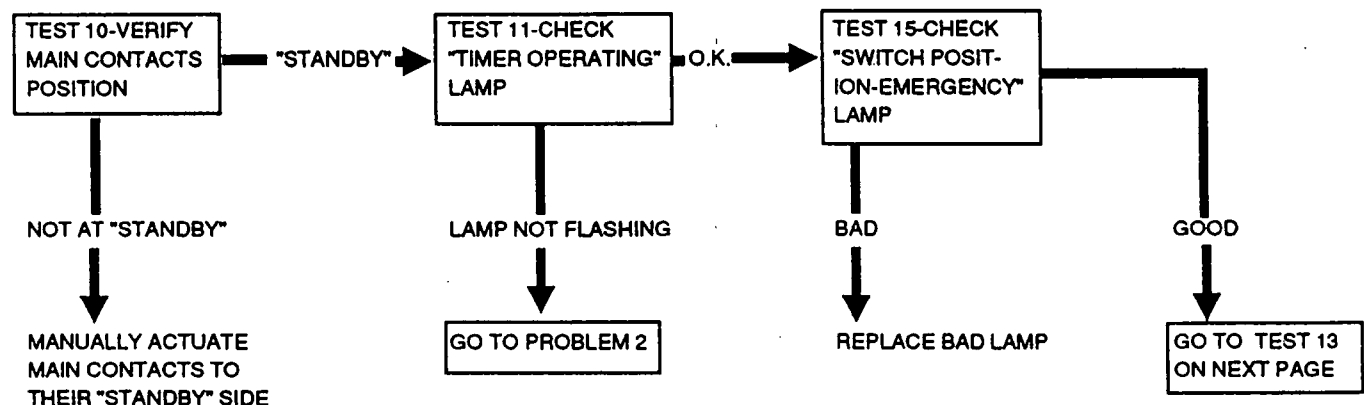 TEST 10-VERIFY
MAIN CONTACTS
POSITION
"STANDBY"
TEST 11-CHECK
"TIMER OPERATING"
LAMP
O.K.
TEST 15-CHECK
"SWITCH POSIT-
ION-EMERGENCY"
LAMP
NOT AT "STANDBY"
LAMP NOT FLASHING
BAD
GOOD
MANUALLY ACTUATE
MAIN CONTACTS TO
THEIR "STANDBY" SIDE
GO TO PROBLEM 2
REPLACE BAD LAMP
GO TO TEST 13
ON NEXT PAGE